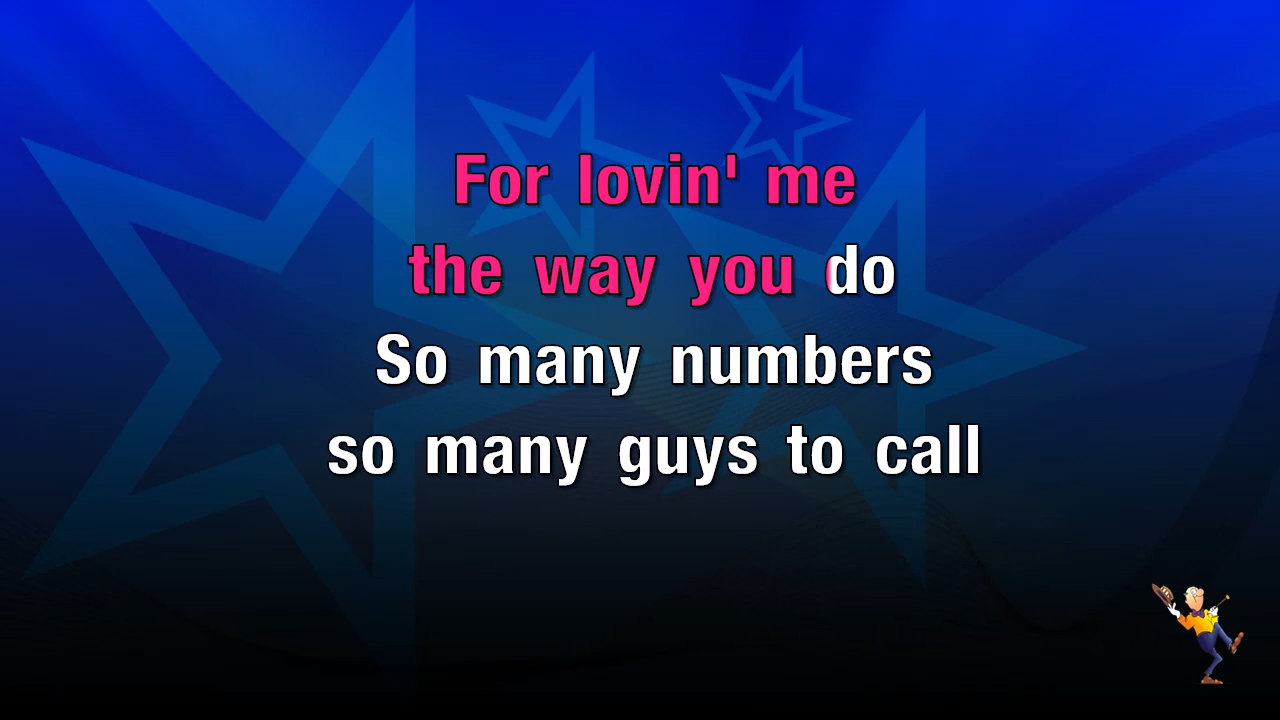 For lovin' me
the way you do
So many numbers
so many guys to call